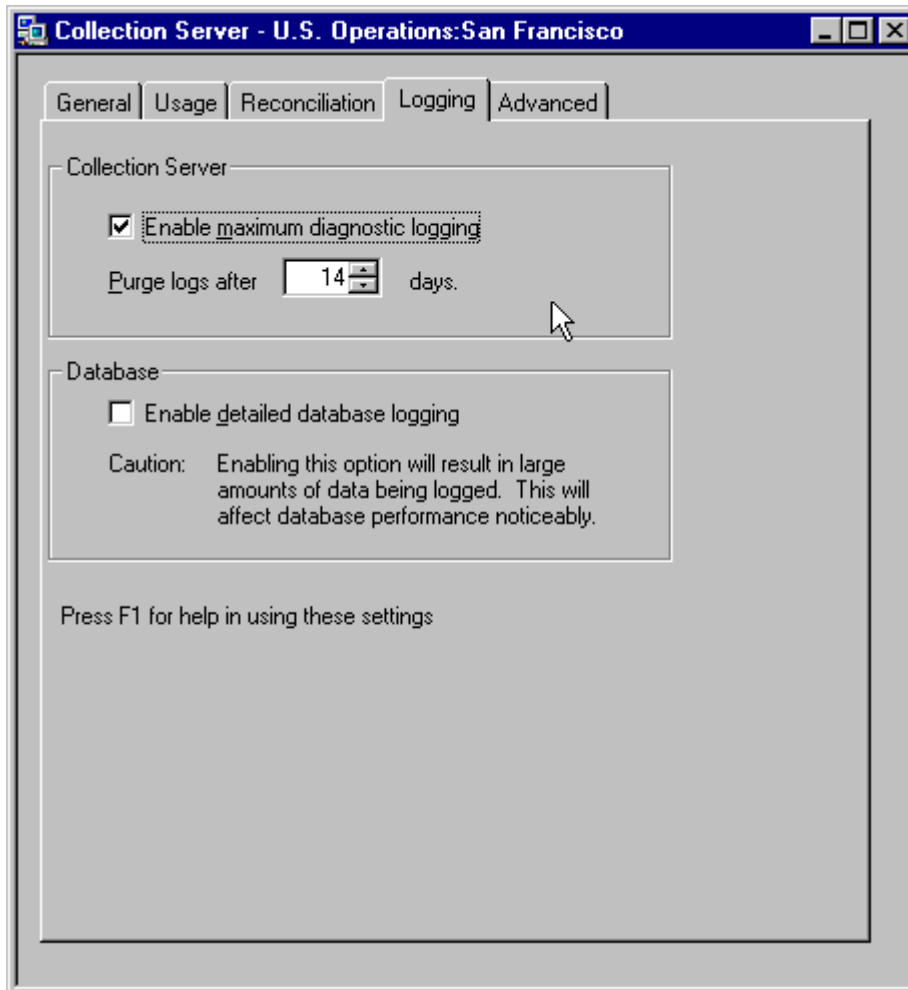 Collection Server - U.S. Operations:San Francisco
General Usage Reconciliation Logging Advanced
Collection Server
Enable maximum diagnostic logging
Purge logs after 14 days.
Database
Enable detailed database logging
Caution: Enabling this option will result in large
amounts of data being logged. This will
affect database performance noticeably.
Press F1 for help in using these settings